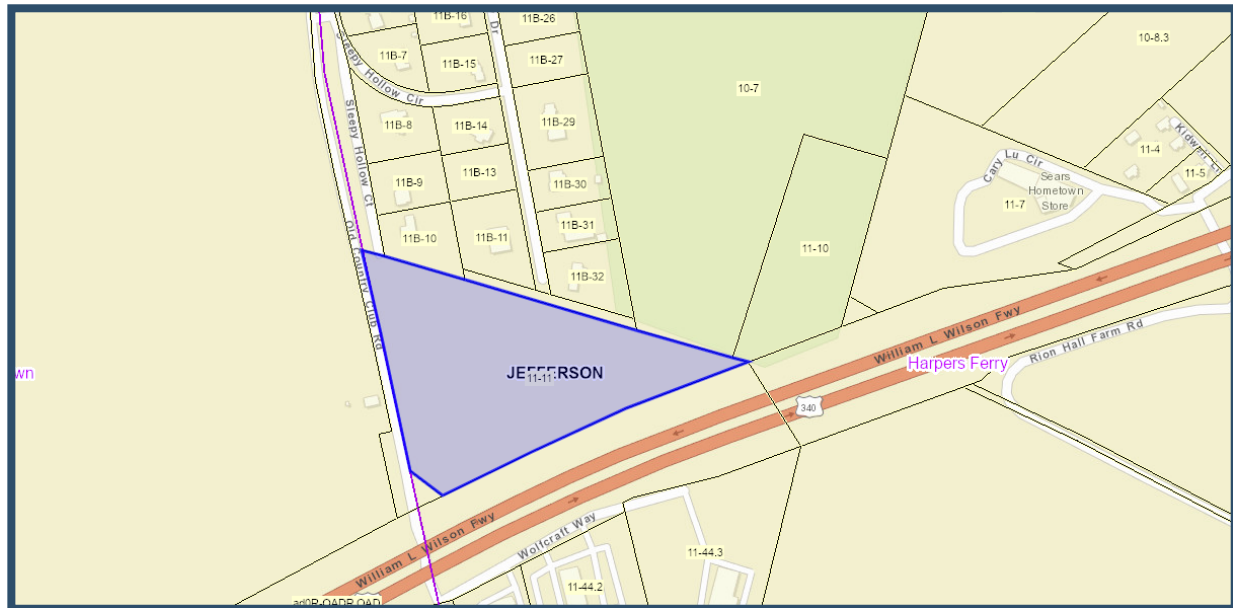 11B-16
11B-26
Dr
Sleepy Hollow Cir
11B-7
11B-15
11B-27
10-8.3
10-7
Sleepy Hollow Ct
11B-8
11B-14
11B-29
Kidwell Ln
11-4
Cary Lu Cir
11-5
Sears
Hometown
Store
11-7
11B-9
11B-13
11B-30
Old Country Club Rd
11B-10
11B-11
11B-31
11-10
11B-32
William L Wilson Fwy
Rion Hall Farm Rd
Harpers Ferry
wn
JEFFERSON
11-11
340
William L Wilson Fwy
Wolfcraft Way
11-44.3
11-44.2